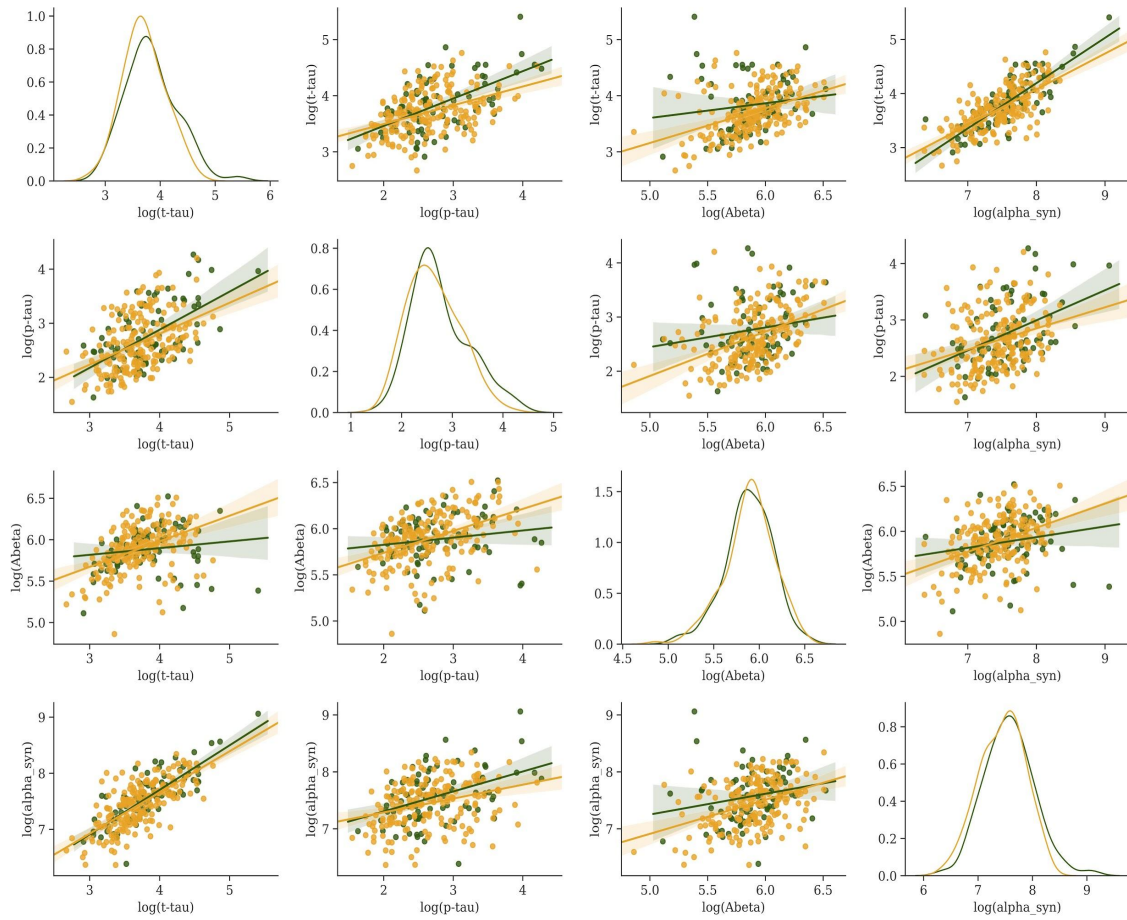 1.0
0.8
0.6
0.4
0.2
0.0
3 4 5 6
log(t-tau)
log(t-tau)
5
4
3
2 3 4
log(p-tau)
log(t-tau)
5
4
3
5.0 5.5 6.0 6.5
log(Abeta)
log(t-tau)
5
4
3
7 8 9
log(alpha_syn)
log(p-tau)
4
3
2
3 4 5
log(t-tau)
0.8
0.6
0.4
0.2
0.0
1 2 3 4 5
log(p-tau)
log(p-tau)
4
3
2
5.0 5.5 6.0 6.5
log(Abeta)
log(p-tau)
4
3
2
7 8 9
log(alpha_syn)
log(Abeta)
6.5
6.0
5.5
5.0
3 4 5
log(t-tau)
log(Abeta)
6.5
6.0
5.5
5.0
2 3 4
log(p-tau)
1.5
1.0
0.5
0.0
4.5 5.0 5.5 6.0 6.5
log(Abeta)
log(Abeta)
6.5
6.0
5.5
5.0
7 8 9
log(alpha_syn)
log(alpha_syn)
9
8
7
3 4 5
log(t-tau)
log(alpha_syn)
9
8
7
2 3 4
log(p-tau)
log(alpha_syn)
9
8
7
5.0 5.5 6.0 6.5
log(Abeta)
0.8
0.6
0.4
0.2
0.0
6 7 8 9
log(alpha_syn)